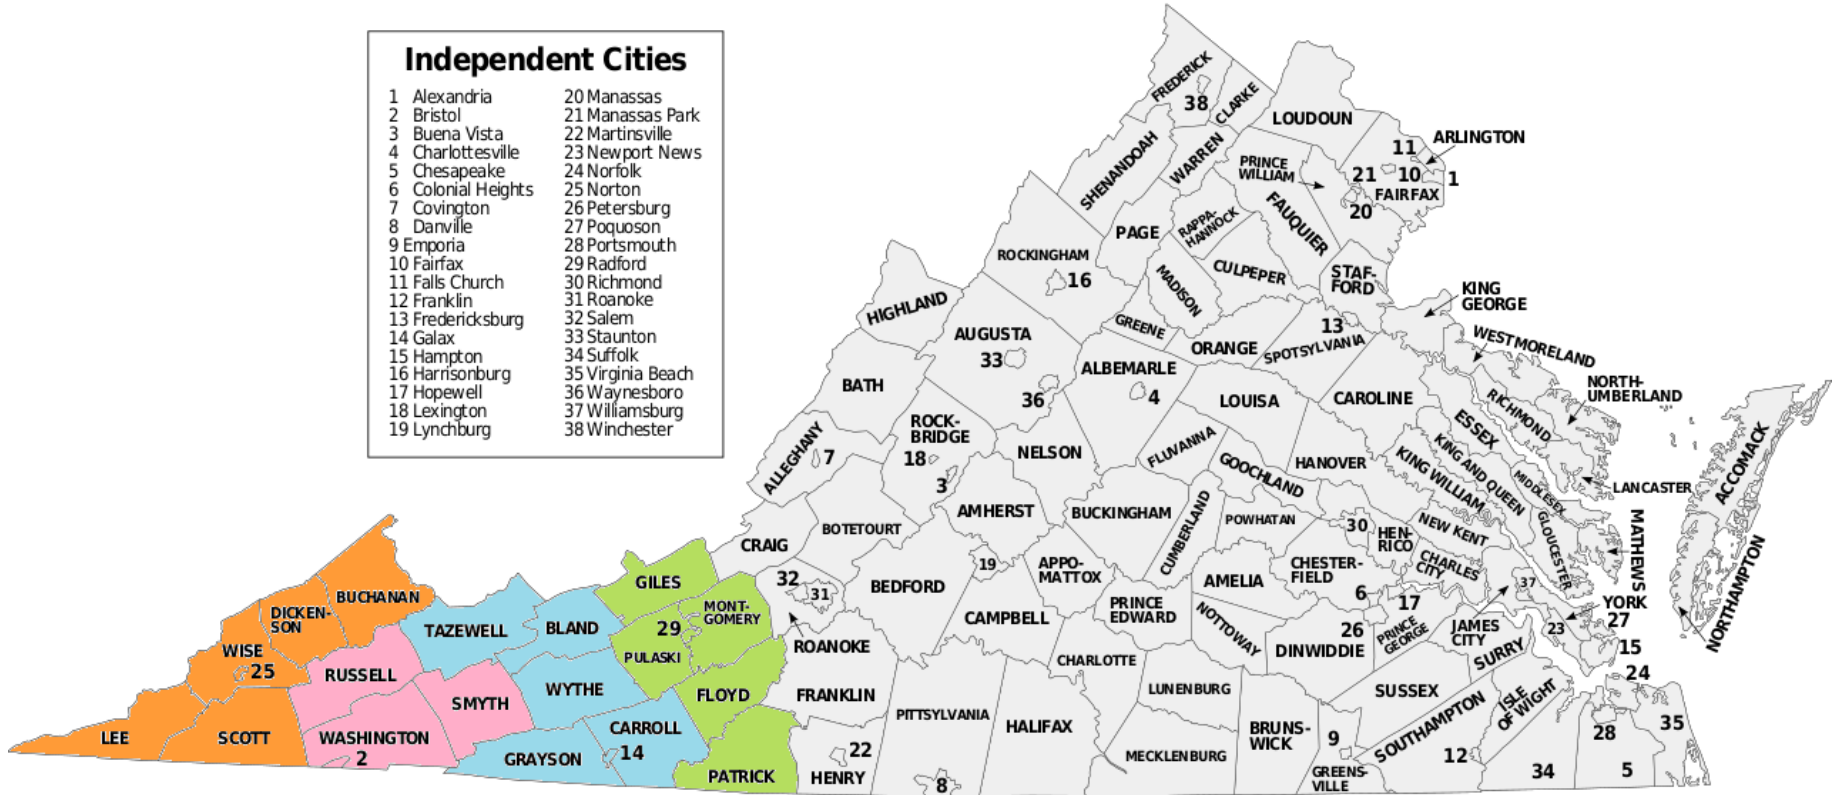 Independent Cities
1 Alexandria
2 Bristol
3 Buena Vista
4 Charlottesville
5 Chesapeake
6 Colonial Heights
7 Covington
8 Danville
9 Emporia
10 Fairfax
11 Falls Church
12 Franklin
13 Fredericksburg
14 Galax
15 Hampton
16 Harrisonburg
17 Hopewell
18 Lexington
19 Lynchburg
20 Manassas
21 Manassas Park
22 Martinsville
23 Newport News
24 Norfolk
25 Norton
26 Petersburg
27 Poquoson
28 Portsmouth
29 Radford
30 Richmond
31 Roanoke
32 Salem
33 Staunton
34 Suffolk
35 Virginia Beach
36 Waynesboro
37 Williamsburg
38 Winchester
FREDERICK
38
CLARKE
LOUDOUN
SHENANDOAH
WARREN
PRINCE
WILLIAM
11
ARLINGTON
21
10
1
FAIRFAX
20
FAUQUIER
PAGE
RAPPA-
HANNOCK
ROCKINGHAM
16
MADISON
CULPEPER
STAF-
FORD
KING
GEORGE
HIGHLAND
AUGUSTA
33
36
GREENE
ORANGE
13
SPOTSYLVANIA
WESTMORELAND
BATH
ALBEMARLE
4
LOUISA
CAROLINE
NORTH-
UMBERLAND
RICHMOND
ESSEX
ALLEGHANY
7
ROCK-
BRIDGE
18
3
NELSON
FLUVANNA
GOOCHLAND
HANOVER
KING AND QUEEN
KING WILLIAM
MIDDLESEX
LANCASTER
ACCOMACK
BOTETOURT
AMHERST
BUCKINGHAM
CUMBERLAND
POWHATAN
30
HEN-
RICO
NEW KENT
GLOUCESTER
MATHEWS
NORTHAMPTON
CRAIG
32
31
BEDFORD
19
APPO-
MATTOX
AMELIA
CHESTER-
FIELD
6
CHARLES
CITY
37
YORK
27
GILES
MONT-
GOMERY
29
PULASKI
ROANOKE
CAMPBELL
PRINCE
EDWARD
NOTTOWAY
26
DINWIDDIE
17
PRINCE
GEORGE
JAMES
CITY
23
15
24
SURRY
BUCHANAN
DICKEN-
SON
WISE
25
TAZEWELL
BLAND
RUSSELL
SMYTH
WYTHE
FLOYD
FRANKLIN
CHARLOTTE
LUNENBURG
SUSSEX
ISLE
OF WIGHT
LEE
SCOTT
WASHINGTON
2
GRAYSON
CARROLL
14
PATRICK
HENRY
22
PITTSYLVANIA
8
HALIFAX
MECKLENBURG
BRUNS-
WICK
9
GREENS-
VILLE
SOUTHAMPTON
12
34
28
5
35